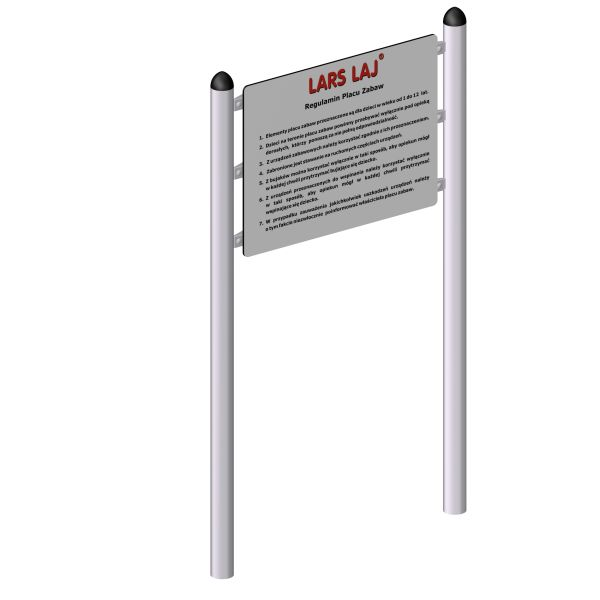 LARS LAJ®
Regulamin Placu Zabaw
1. Elementy placu zabaw przeznaczone są dla dzieci w wieku od 1 do 12 lat.
2. Dzieci na terenie placu zabaw powinny przebywać wyłącznie pod opieką
dorosłych, którzy ponoszą za nie pełną odpowiedzialność.
3. Z urządzeń zabawowych należy korzystać zgodnie z ich przeznaczeniem.
4. Zabronione jest stawanie na ruchomych częściach urządzeń.
5. Z bujaków można korzystać wyłącznie w taki sposób, aby opiekun mógł
w każdej chwili przytrzymać bujające się dziecko.
6. Z urządzeń przeznaczonych do wspinania należy korzystać wyłącznie
w taki sposób, aby opiekun mógł w każdej chwili przytrzymać
wspinające się dziecko.
7. W przypadku zauważenia jakichkolwiek uszkodzeń urządzeń należy
o tym fakcie niezwłocznie poinformować właściciela placu zabaw.